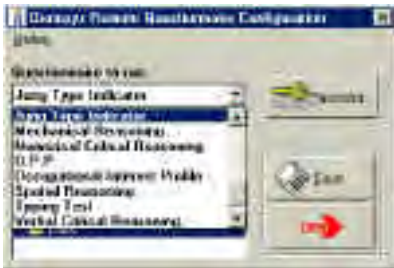 Remote Questionnaire Configuration
Questionnaire to run:
Jung Type Indicator
Jung Type Indicator
Mechanical Reasoning
Numerical Critical Reasoning
O.P.P
Occupational Interest Profile
Spatial Reasoning
Typing Test
Verbal Critical Reasoning